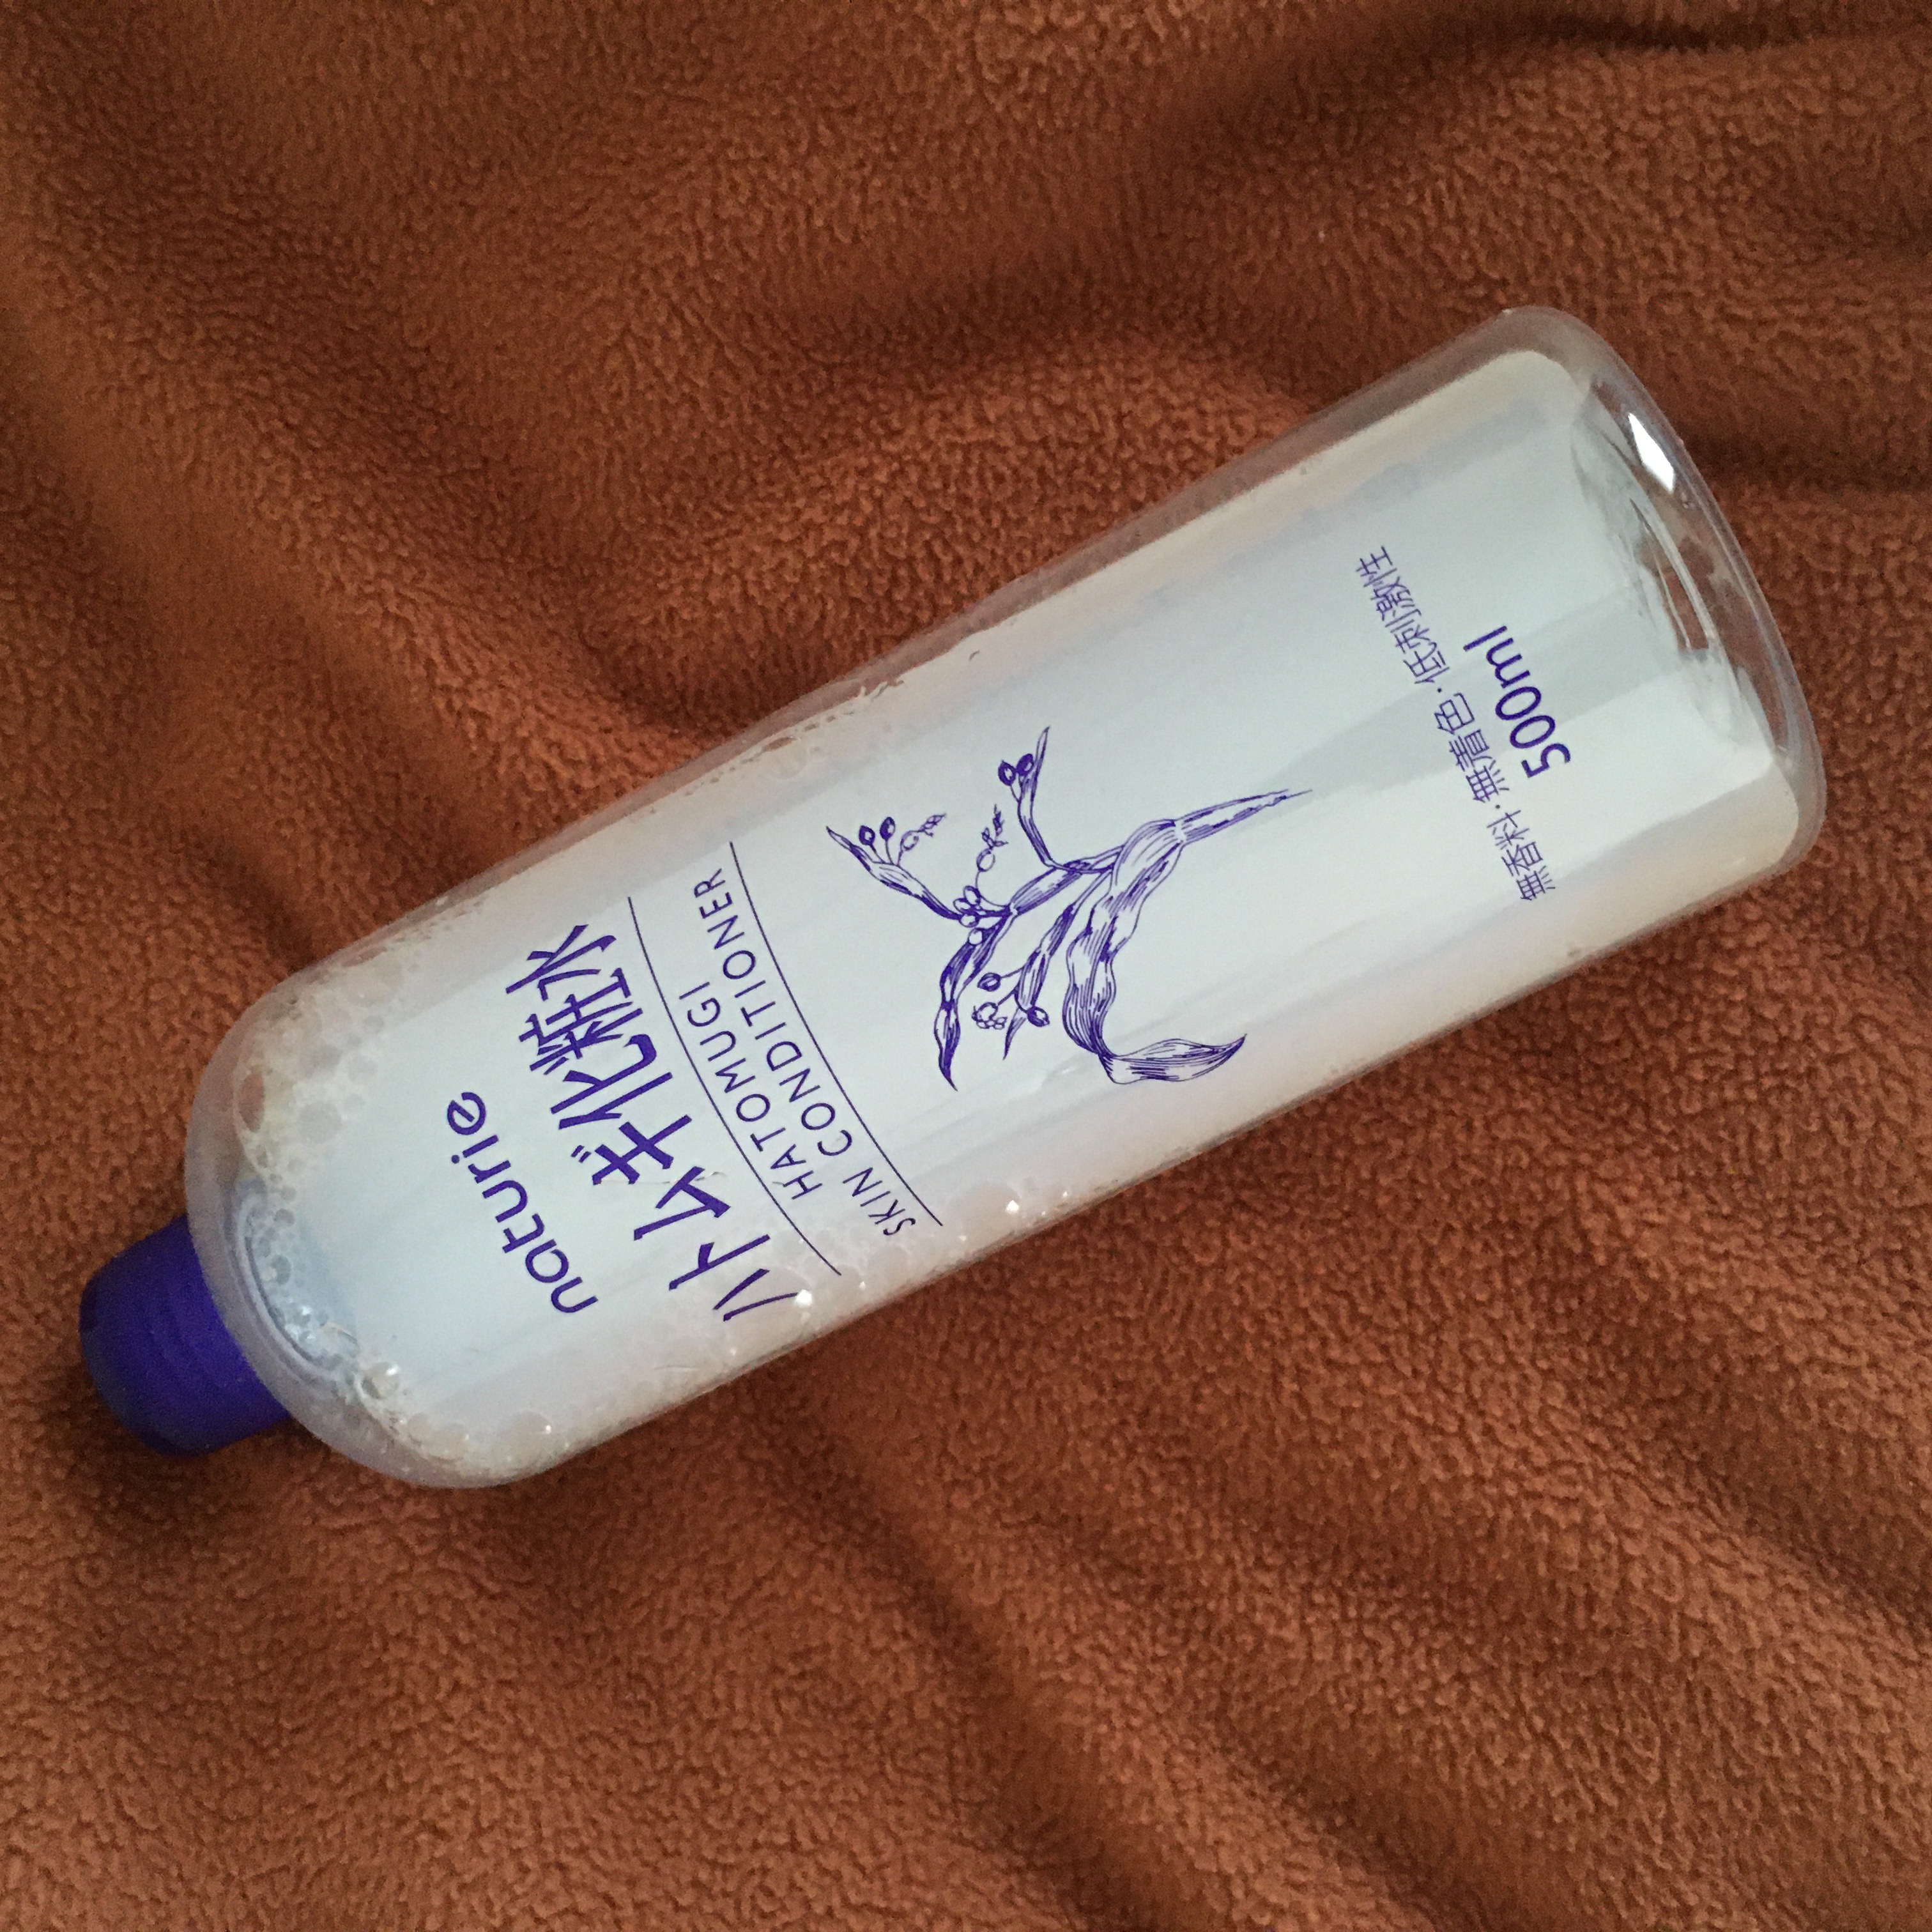 naturie
ハトムギ化粧水
HATOMUGI
SKIN CONDITIONER
無香料・無着色・低刺激性
500ml